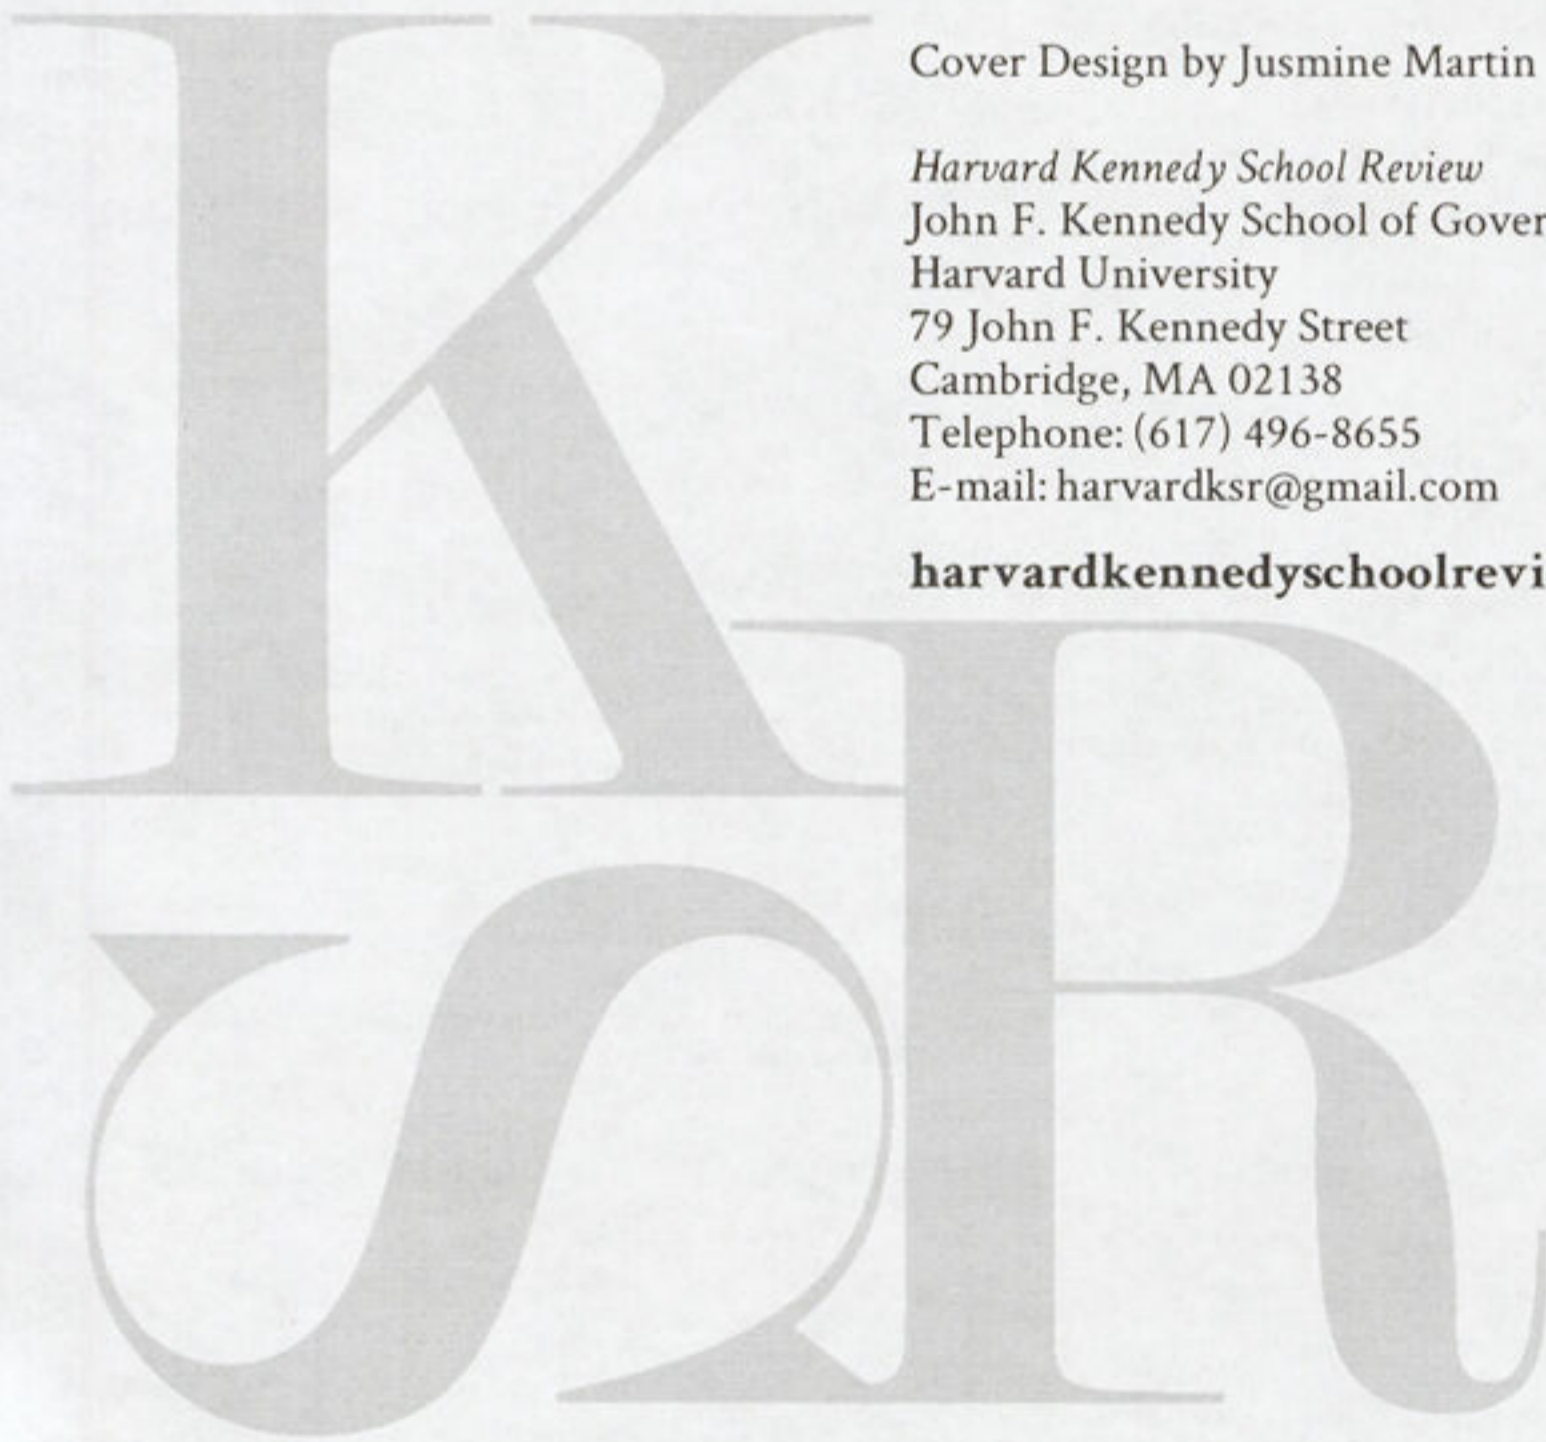 Cover Design by Jusmine Martin
Harvard Kennedy School Review
John F. Kennedy School of Gover
Harvard University
79 John F. Kennedy Street
Cambridge, MA 02138
Telephone: (617) 496-8655
E-mail: harvardksr@gmail.com
harvardkennedyschoolrevi
K
S
R